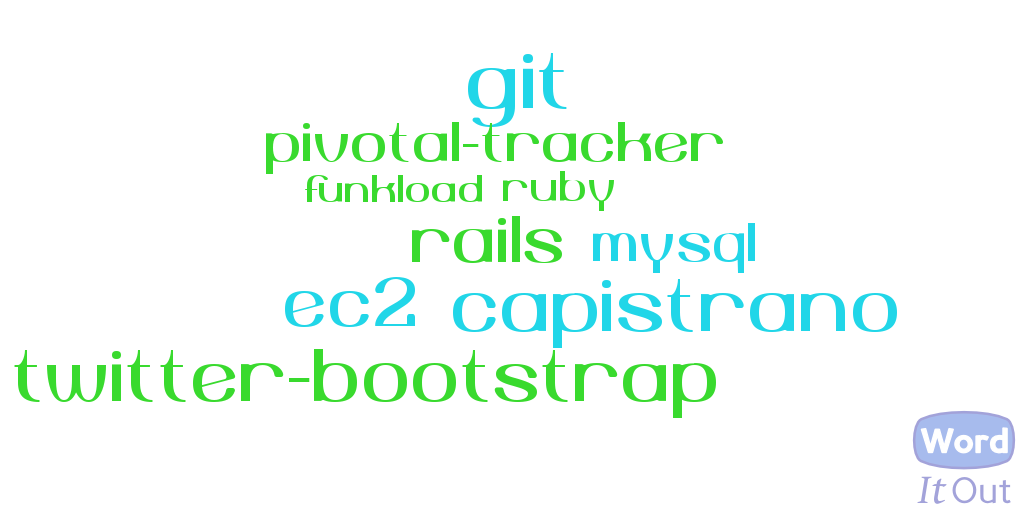 git
pivotal-tracker
funkload ruby
rails mysql
ec2 capistrano
twitter-bootstrap
Word
It Out